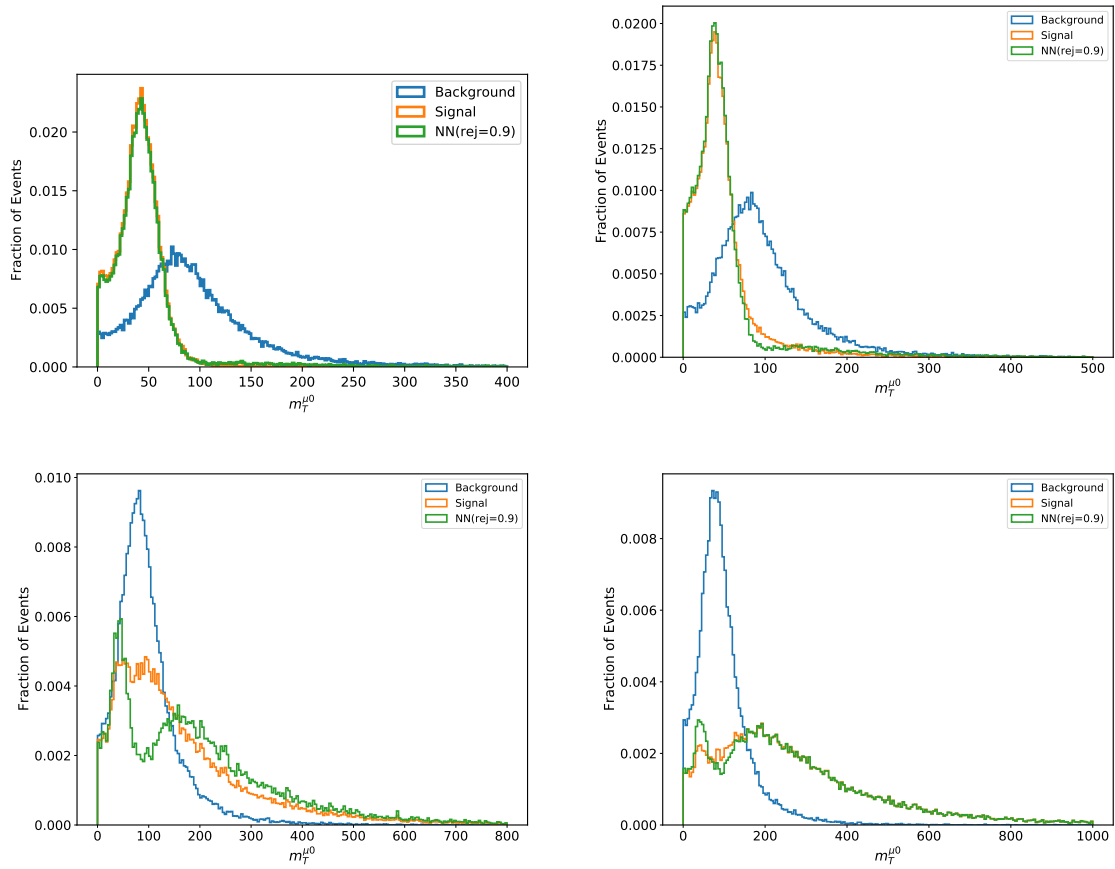 Background
Signal
NN(rej=0.9)
Fraction of Events
0.020
0.015
0.010
0.005
0.000
0 50 100 150 200 250 300 350 400
m_T^{μ0}
Background
Signal
NN(rej=0.9)
Fraction of Events
0.0200
0.0175
0.0150
0.0125
0.0100
0.0075
0.0050
0.0025
0.0000
0 100 200 300 400 500
m_T^{μ0}
Background
Signal
NN(rej=0.9)
Fraction of Events
0.010
0.008
0.006
0.004
0.002
0.000
0 100 200 300 400 500 600 700 800
m_T^{μ0}
Background
Signal
NN(rej=0.9)
Fraction of Events
0.008
0.006
0.004
0.002
0.000
0 200 400 600 800 1000
m_T^{μ0}